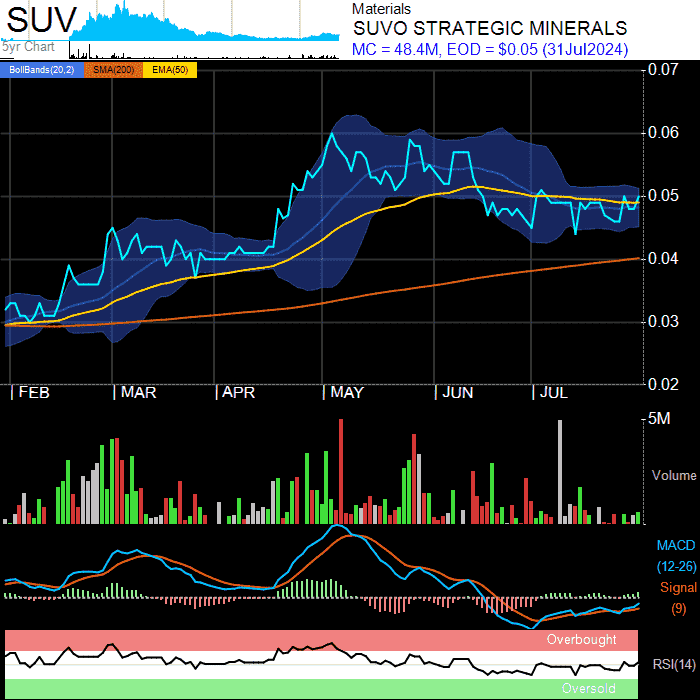 SUV
5yr Chart
Materials
SUVO STRATEGIC MINERALS
MC = 48.4M, EOD = $0.05 (31Jul2024)
BollBands(20,2) SMA(200) EMA(50)
0.07
0.06
0.05
0.04
0.03
0.02
FEB MAR APR MAY JUN JUL
5M
Volume
MACD
(12-26)
Signal
(9)
Overbought
RSI(14)
Oversold